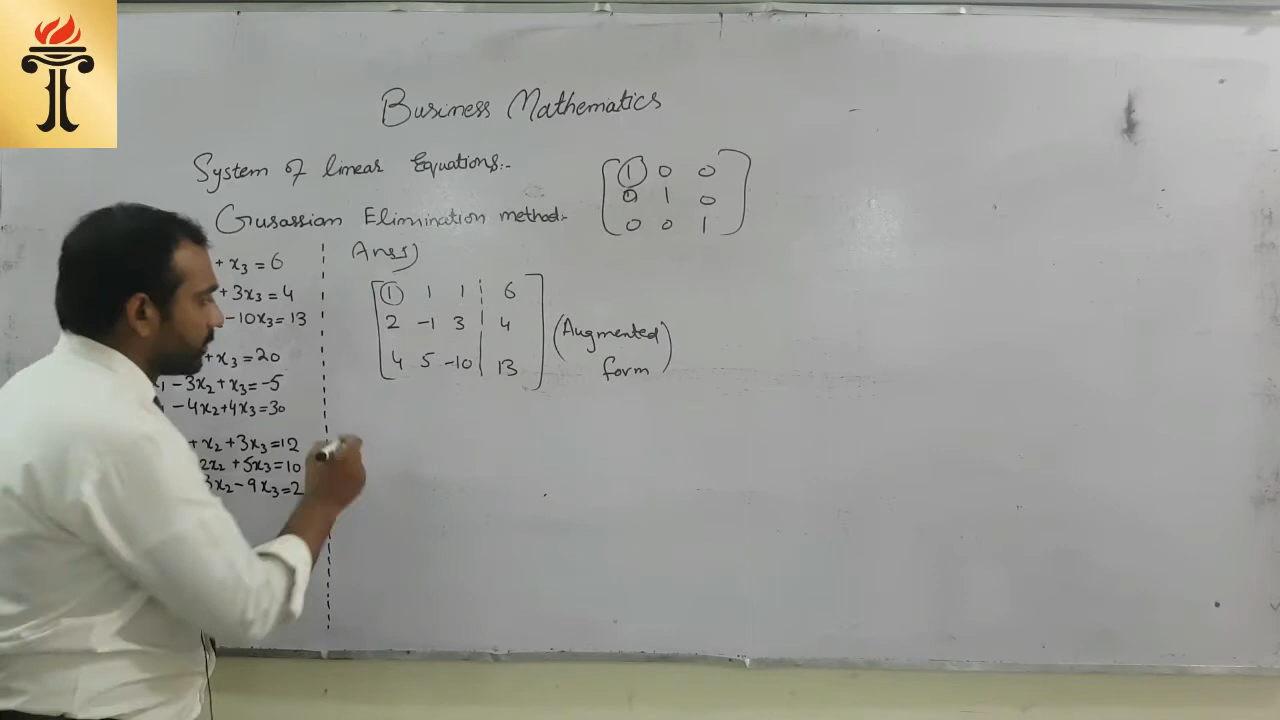 Business Mathematics
System of linear Equations:-
Gusassian Elimination method:-
1 0 0
0 1 0
0 0 1
+ x3 = 6
+ 3x3 = 4
-10x3 = 13
+ x3 = 20
- 3x2 + x3 = -5
- 4x2 + 4x3 = 30
+ x2 + 3x3 = 12
2x2 + 5x3 = 10
3x2 - 9x3 = 2
Ans)
1 1 1 6
2 -1 3 4
4 5 -10 13
(Augmented
form)